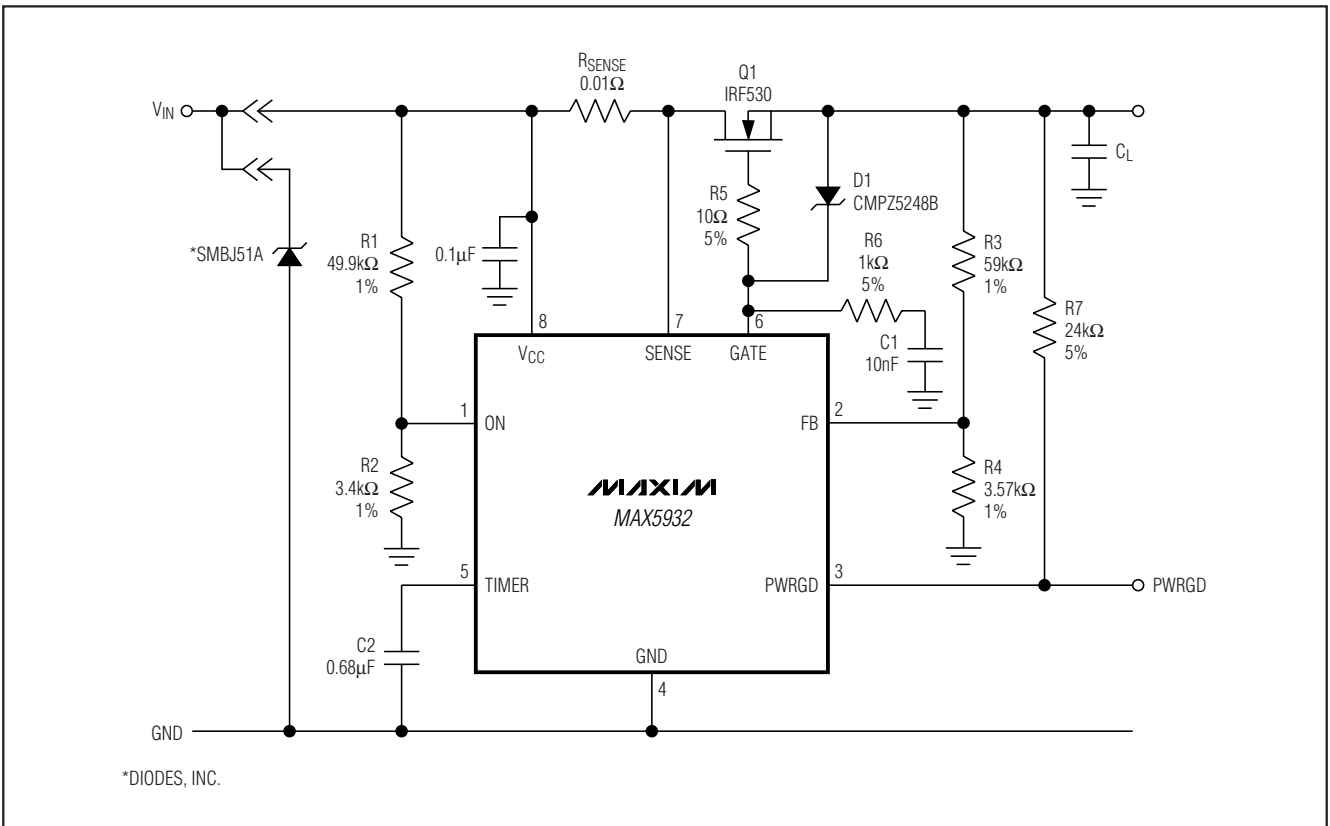 RSENSE
0.01Ω
Q1
IRF530
VIN
CL
D1
CMPZ5248B
R5
10Ω
5%
R6
1kΩ
5%
R3
59kΩ
1%
*SMBJ51A
R1
49.9kΩ
1%
0.1μF
R7
24kΩ
5%
C1
10nF
8
7
6
VCC
SENSE
GATE
1
ON
2
FB
R2
3.4kΩ
1%
R4
3.57kΩ
1%
MAXIM
MAX5932
5
TIMER
3
PWRGD
PWRGD
C2
0.68μF
GND
4
GND
*DIODES, INC.